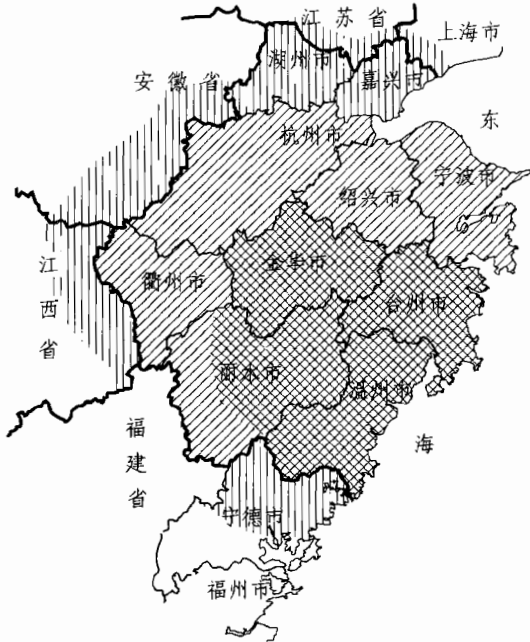 江苏省
上海市
湖州市
安徽省
嘉兴市
东
杭州市
宁波市
绍兴市
江西省
金华市
衢州市
台州市
丽水市
温州市
海
福建省
宁德市
福州市